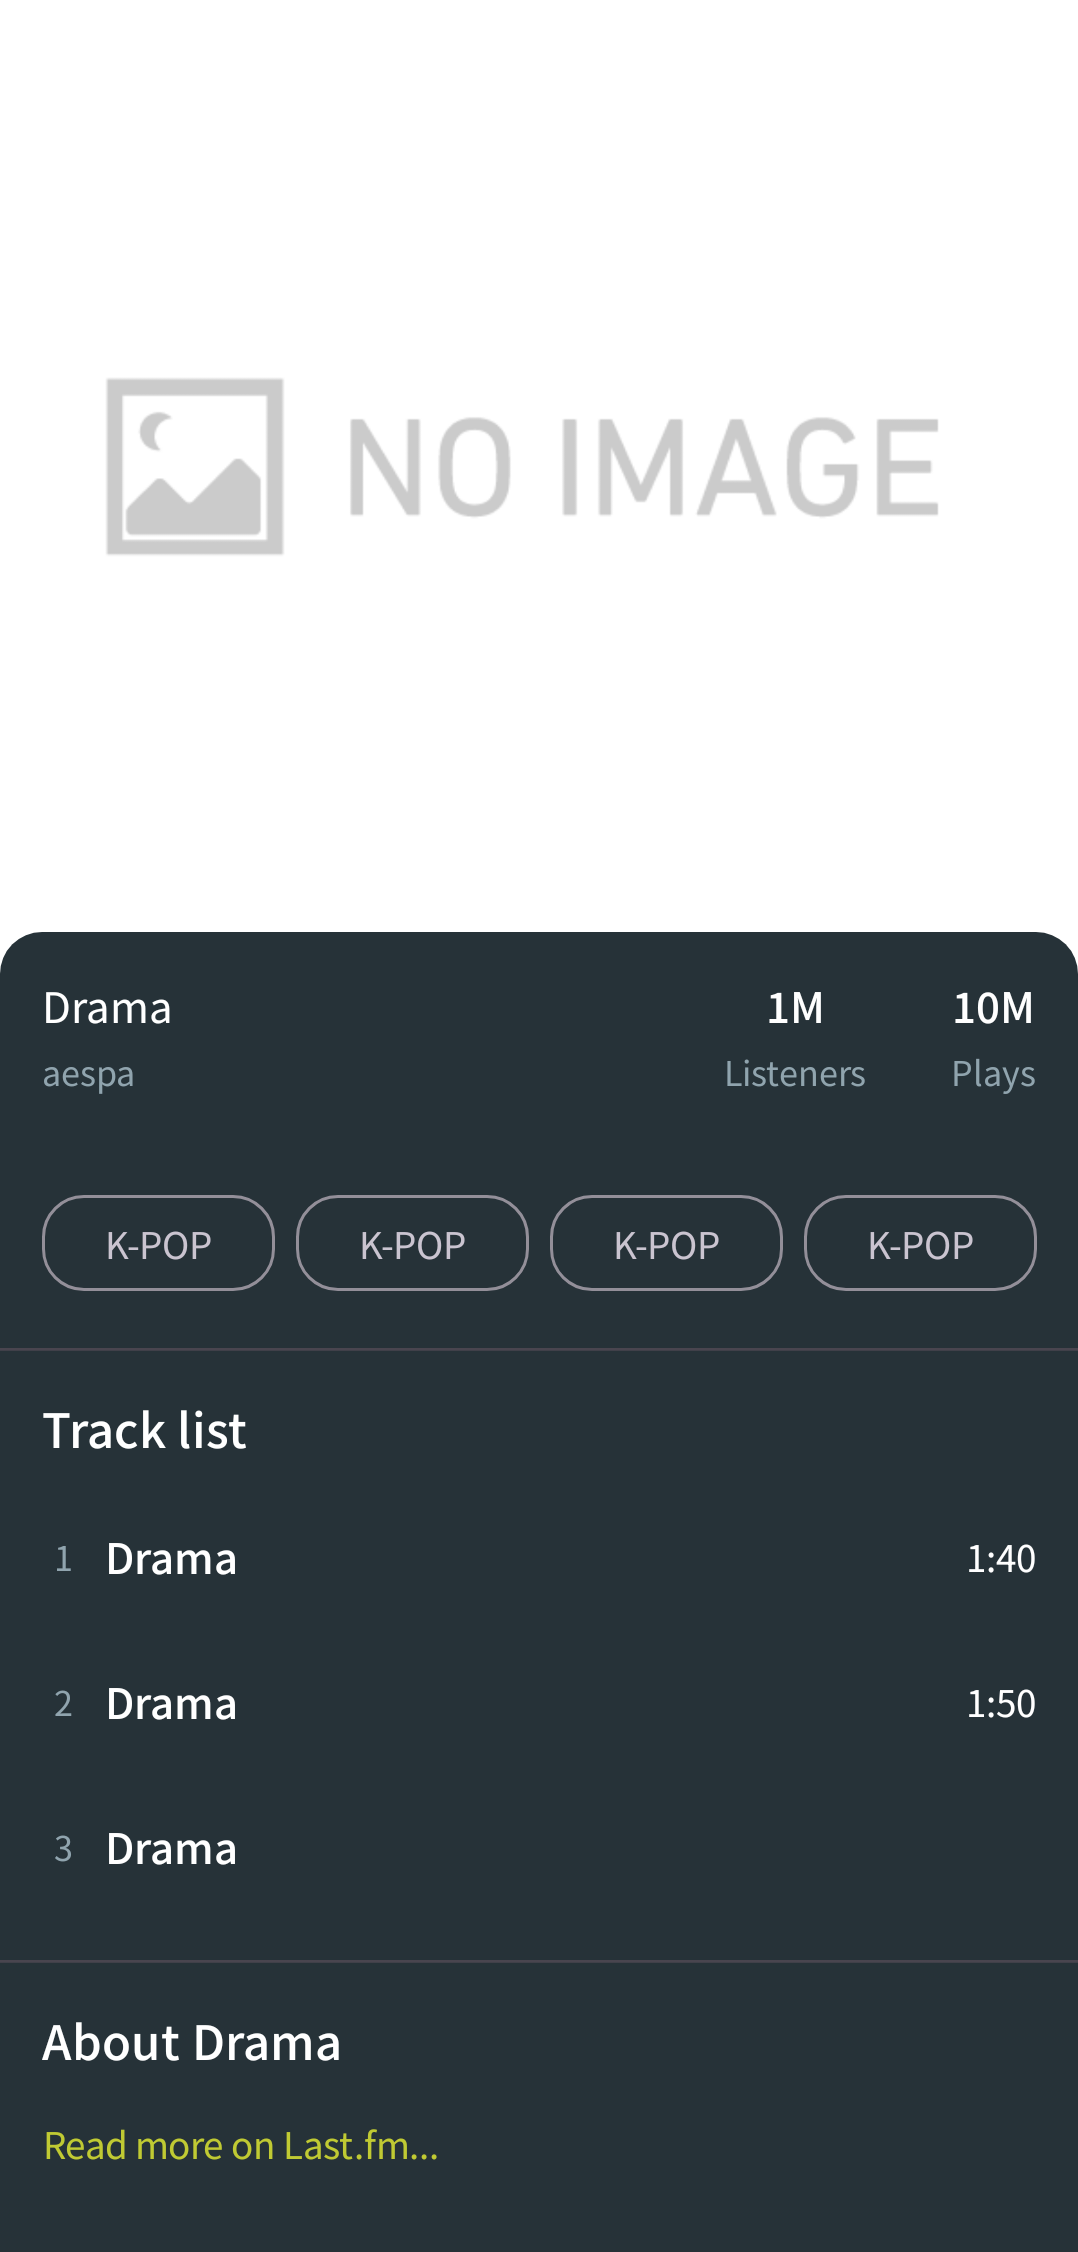 NO IMAGE
Drama
aespa
1M
Listeners
10M
Plays
K-POP K-POP K-POP K-POP
Track list
1 Drama 1:40
2 Drama 1:50
3 Drama
About Drama
Read more on Last.fm...